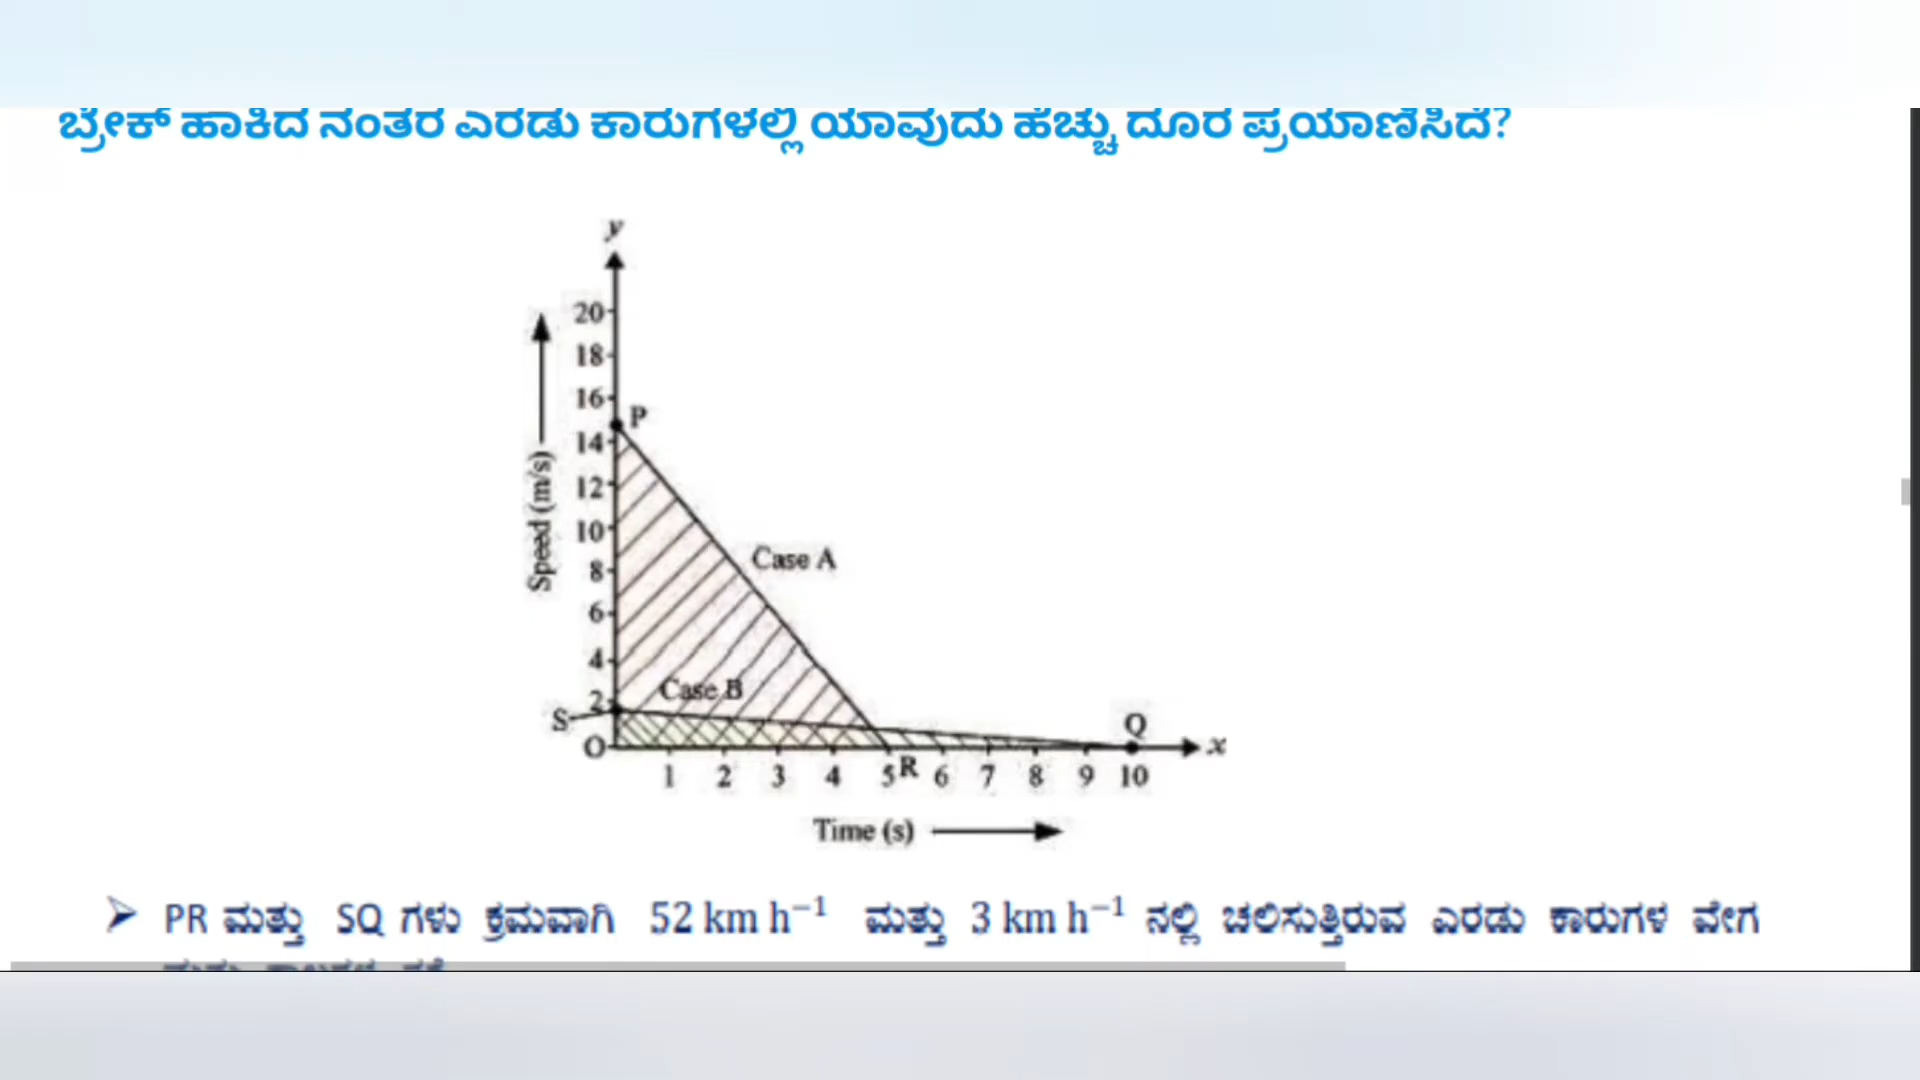 ಬ್ರೇಕ್ ಹಾಕಿದ ನಂತರ ಎರಡು ಕಾರುಗಳಲ್ಲಿ ಯಾವುದು ಹೆಚ್ಚು ದೂರ ಪ್ರಯಾಣಿಸಿದೆ?
y
20
18
16
P
14
12
10
Case A
8
6
4
Case B
2
S
Q
O
x
1 2 3 4 5 R 6 7 8 9 10
Speed (m/s)
Time (s)
➢ PR ಮತ್ತು SQ ಗಳು ಕ್ರಮವಾಗಿ 52 km h⁻¹ ಮತ್ತು 3 km h⁻¹ ನಲ್ಲಿ ಚಲಿಸುತ್ತಿರುವ ಎರಡು ಕಾರುಗಳ ವೇಗ